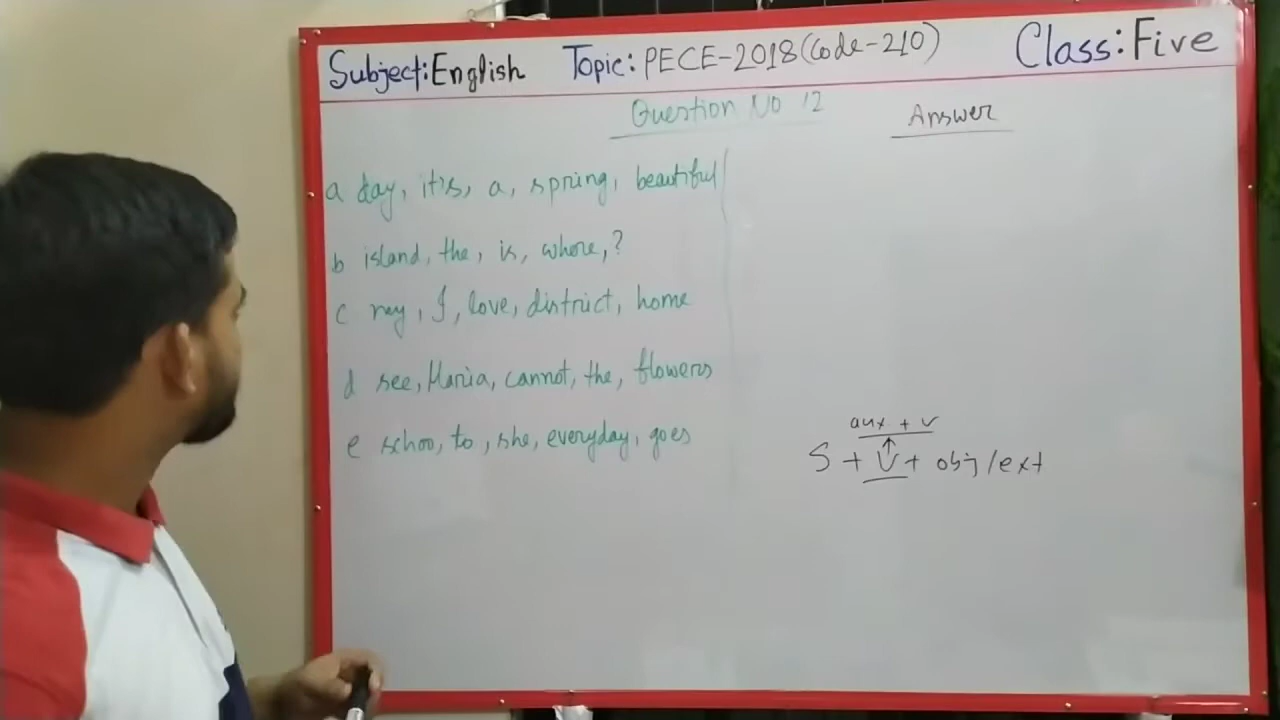 Subject: English Topic: PECE-2018 (Code-210) Class: Five
Question No 12
Answer
a day, it's, a, spring, beautiful
b island, the, is, where, ?
c my, I, love, district, home
d see, Maria, cannot, the, flowers
e schoo, to, she, everyday, goes
aux + v
S + V + obj/ext